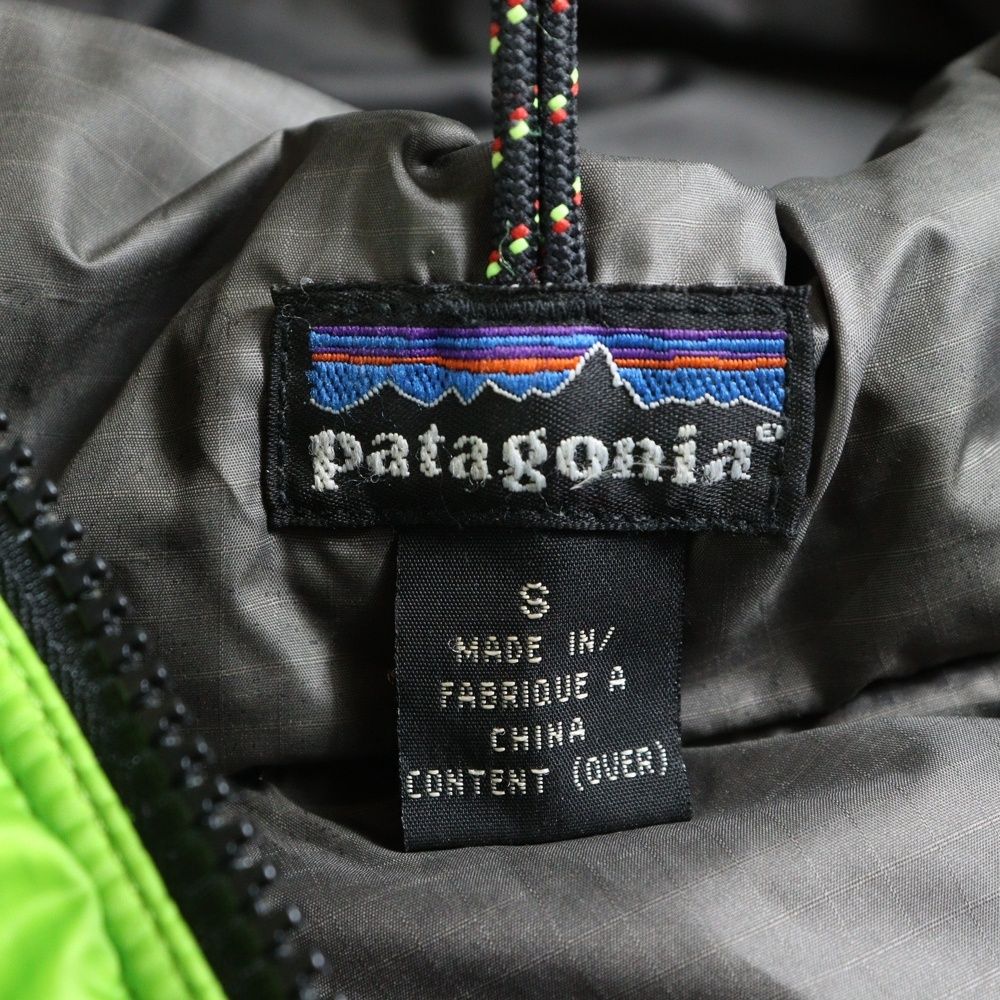 patagonia
S
MADE IN/
FABRIQUE A
CHINA
CONTENT (OVER)